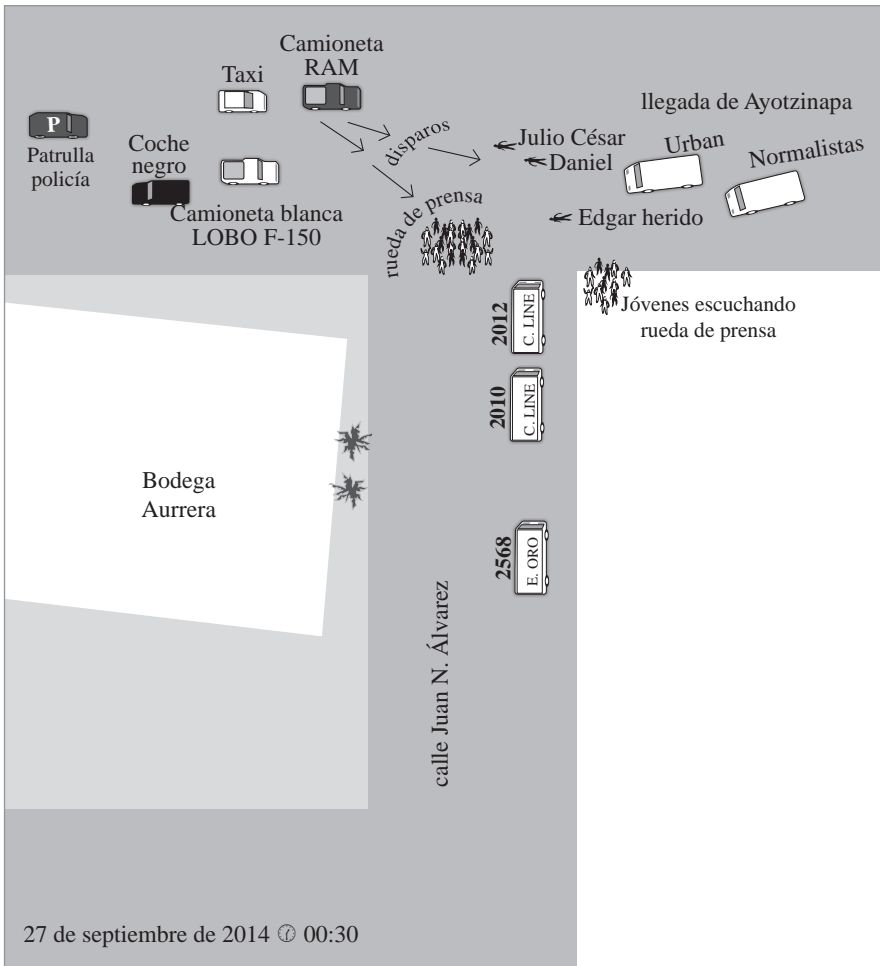 Camioneta
RAM
Taxi
P
Patrulla
policía
Coche
negro
Camioneta blanca
LOBO F-150
disparos
rueda de prensa
Julio César
Daniel
Edgar herido
llegada de Ayotzinapa
Urban
Normalistas
Jóvenes escuchando
rueda de prensa
2012
C. LINE
2010
C. LINE
2568
E. ORO
Bodega
Aurrera
calle Juan N. Álvarez
27 de septiembre de 2014 00:30